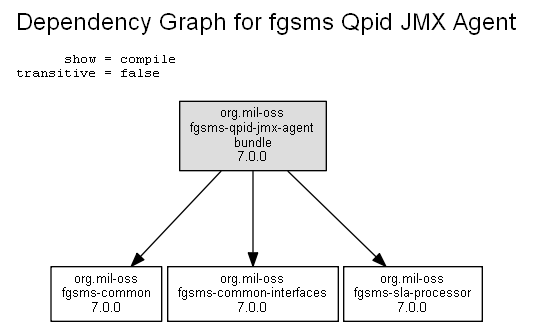 Dependency Graph for fgsms Qpid JMX Agent
show = compile
transitive = false
org.mil-oss
fgsms-qpid-jmx-agent
bundle
7.0.0
org.mil-oss
fgsms-common
7.0.0
org.mil-oss
fgsms-common-interfaces
7.0.0
org.mil-oss
fgsms-sla-processor
7.0.0